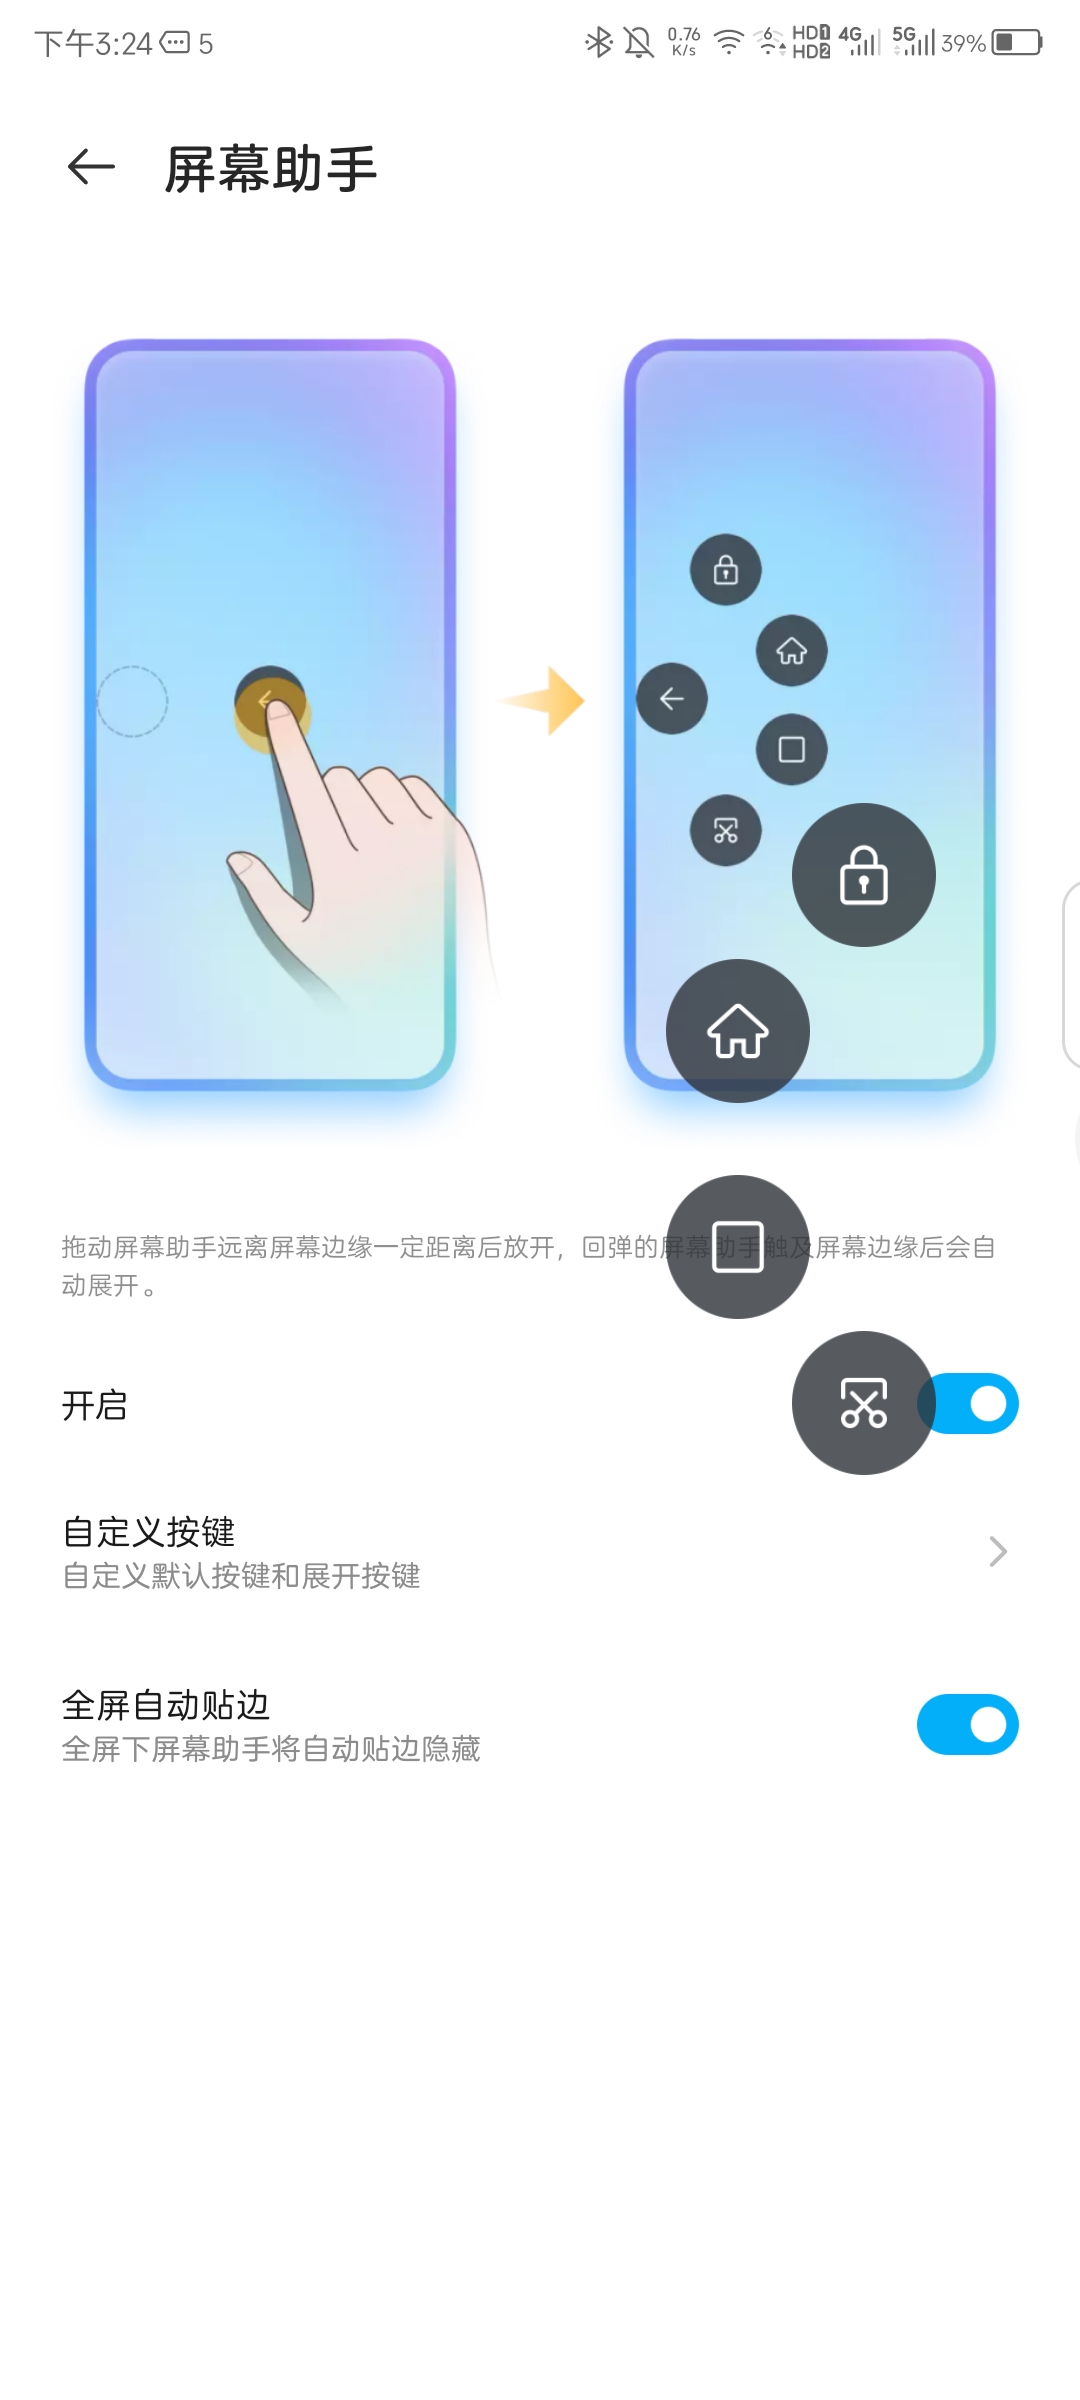 下午3:24 5 0.76 K/s 6 HD1 HD2 4G 5G 39%
屏幕助手
拖动屏幕助手远离屏幕边缘一定距离后放开，回弹的屏幕助手触及屏幕边缘后会自
动展开。
开启
自定义按键
自定义默认按键和展开按键
全屏自动贴边
全屏下屏幕助手将自动贴边隐藏